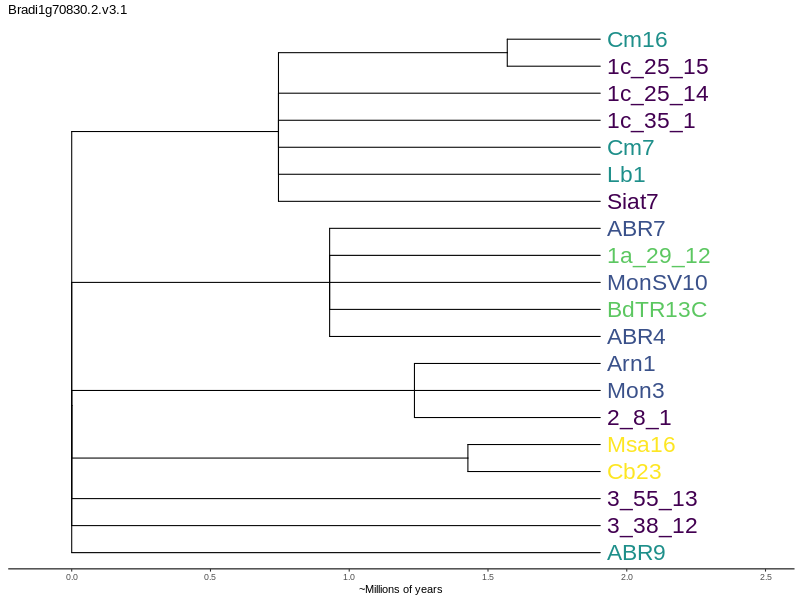 Bradi1g70830.2.v3.1
Cm16
1c_25_15
1c_25_14
1c_35_1
Cm7
Lb1
Siat7
ABR7
1a_29_12
MonSV10
BdTR13C
ABR4
Arn1
Mon3
2_8_1
Msa16
Cb23
3_55_13
3_38_12
ABR9
0.0 0.5 1.0 1.5 2.0 2.5
~Millions of years